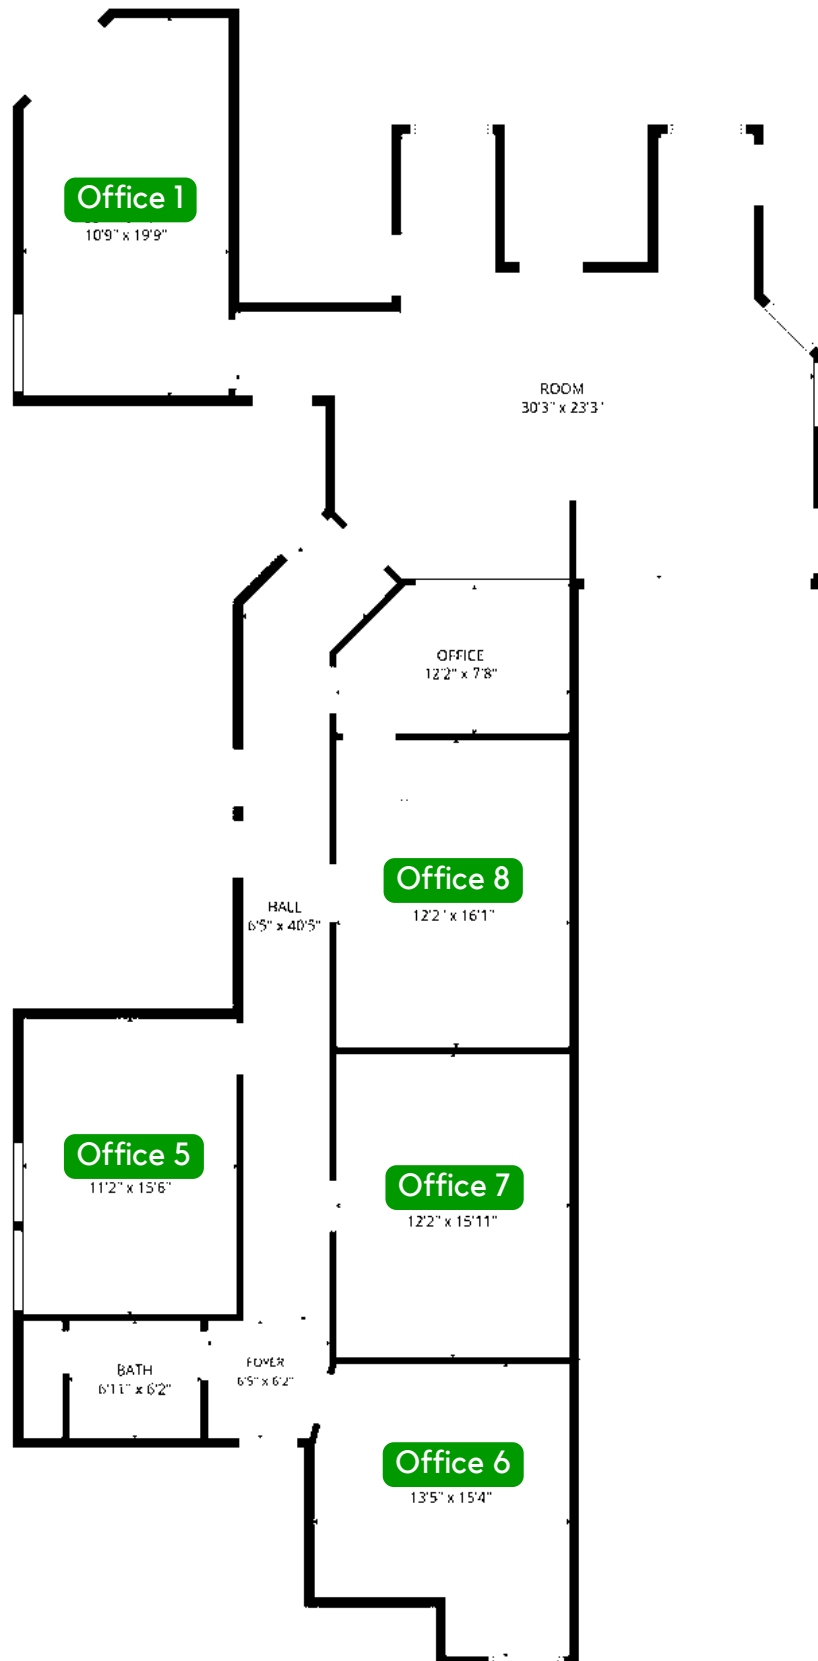 Office 1
10'9" x 19'9"
ROOM
30'3" x 23'3"
OFFICE
12'2" x 7'8"
Office 8
12'2" x 16'1"
HALL
6'5" x 40'5"
Office 5
11'2" x 15'6"
Office 7
12'2" x 15'11"
BATH
6'11" x 6'2"
FOYER
6'5" x 6'2"
Office 6
13'5" x 15'4"